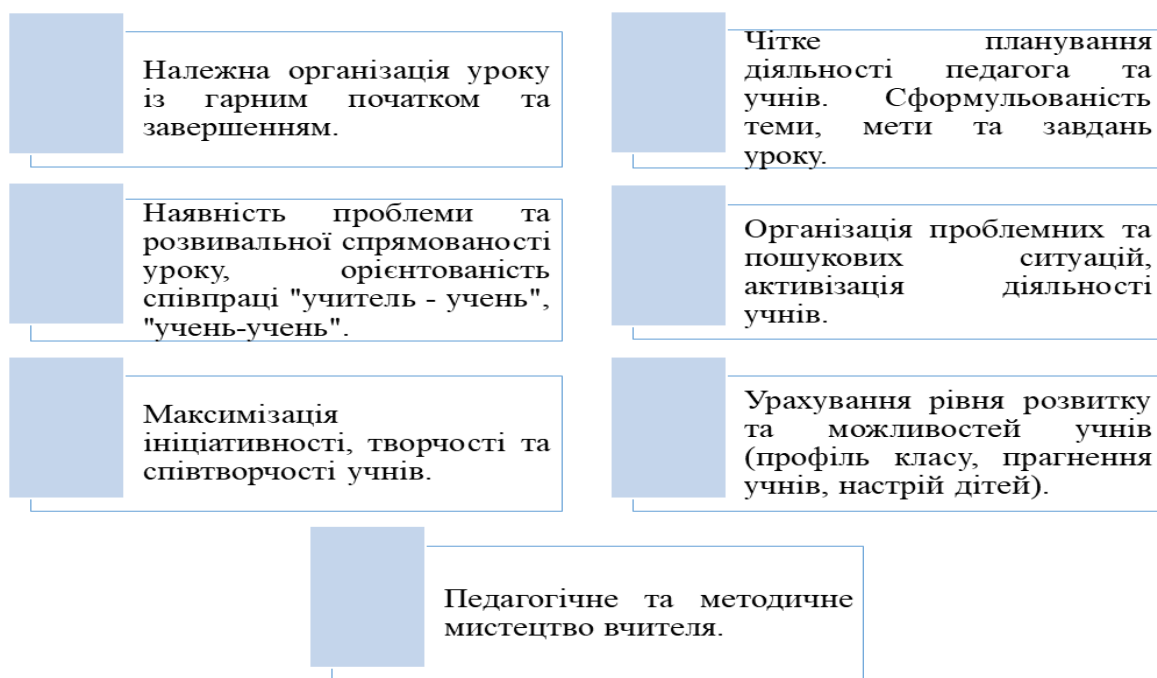 Належна організація уроку
із гарним початком та
завершенням.
Чітке планування
діяльності педагога та
учнів. Сформульованість
теми, мети та завдань
уроку.
Наявність проблеми та
розвивальної спрямованості
уроку, орієнтованість
співпраці "учитель - учень",
"учень-учень".
Організація проблемних та
пошукових ситуацій,
активізація діяльності
учнів.
Максимізація
ініціативності, творчості та
співтворчості учнів.
Урахування рівня розвитку
та можливостей учнів
(профіль класу, прагнення
учнів, настрій дітей).
Педагогічне та методичне
мистецтво вчителя.